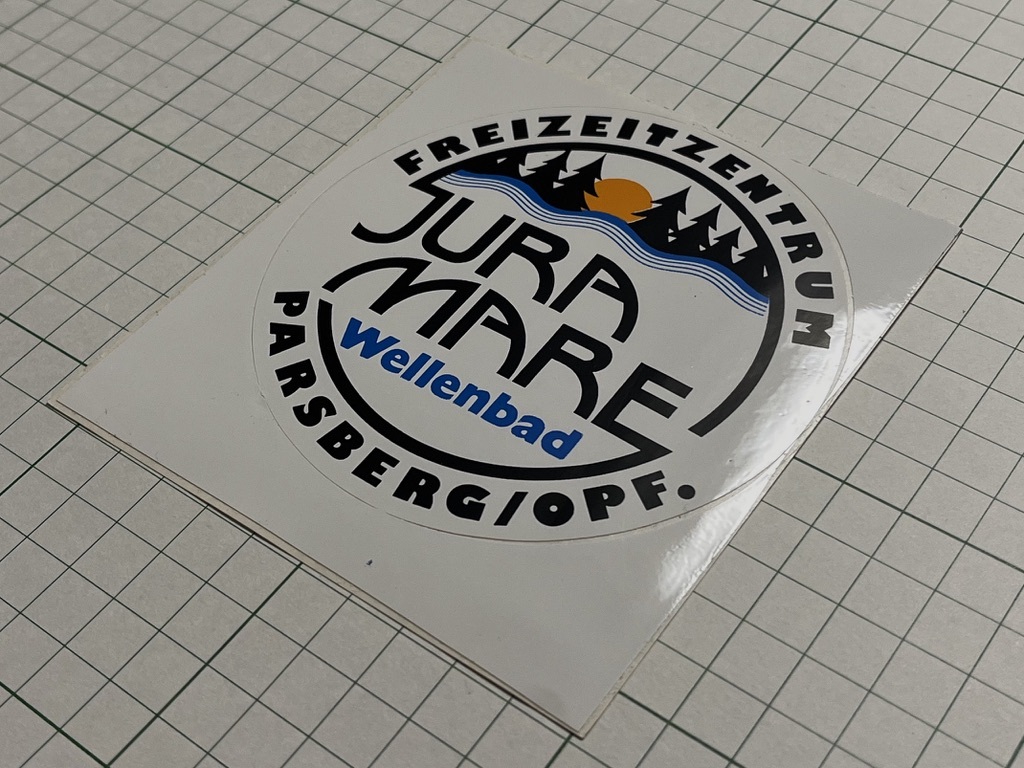 FREIZEITZENTRUM
JURA
MARE
Wellenbad
PARSBERG/OPF.